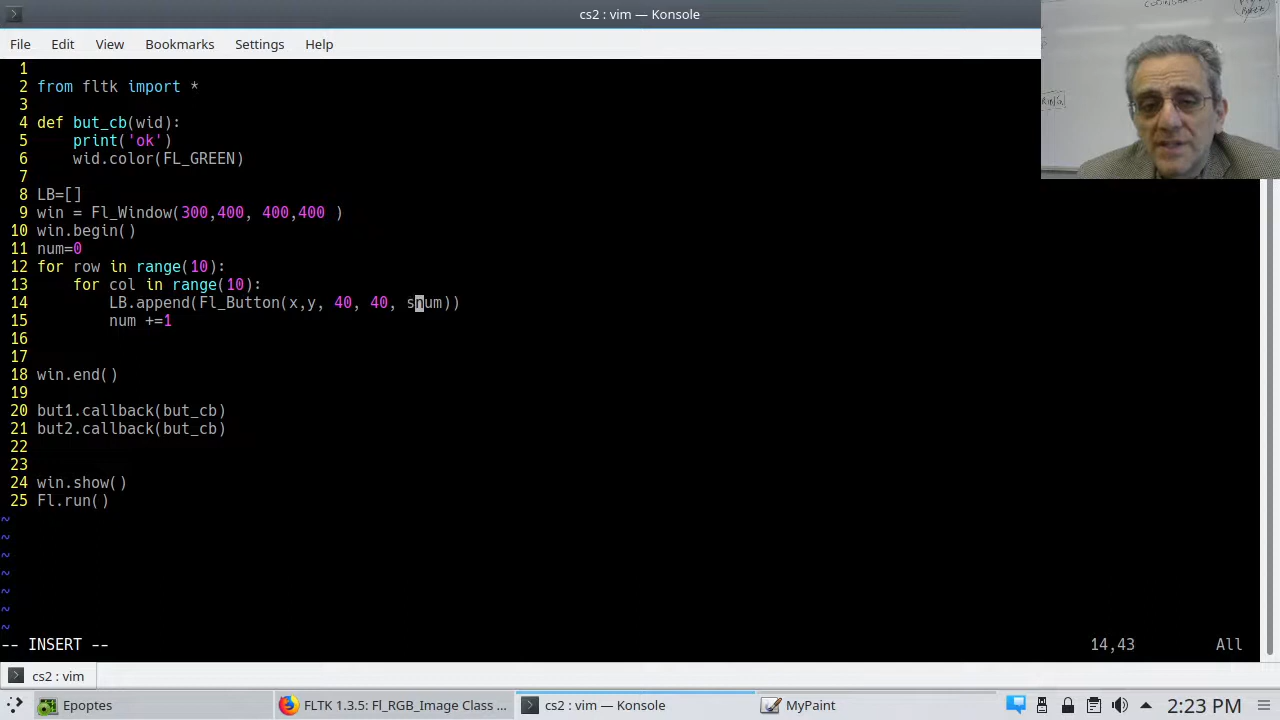 cs2 : vim — Konsole
File Edit View Bookmarks Settings Help
1
2 from fltk import *
3
4 def but_cb(wid):
5     print('ok')
6     wid.color(FL_GREEN)
7
8 LB=[]
9 win = Fl_Window(300,400, 400,400 )
10 win.begin()
11 num=0
12 for row in range(10):
13     for col in range(10):
14         LB.append(Fl_Button(x,y, 40, 40, snum))
15         num +=1
16
17
18 win.end()
19
20 but1.callback(but_cb)
21 but2.callback(but_cb)
22
23
24 win.show()
25 Fl.run()
~
~
~
~
~
~
~
-- INSERT -- 14,43 All
cs2 : vim
Epoptes FLTK 1.3.5: Fl_RGB_Image Class ... cs2 : vim — Konsole MyPaint 2:23 PM